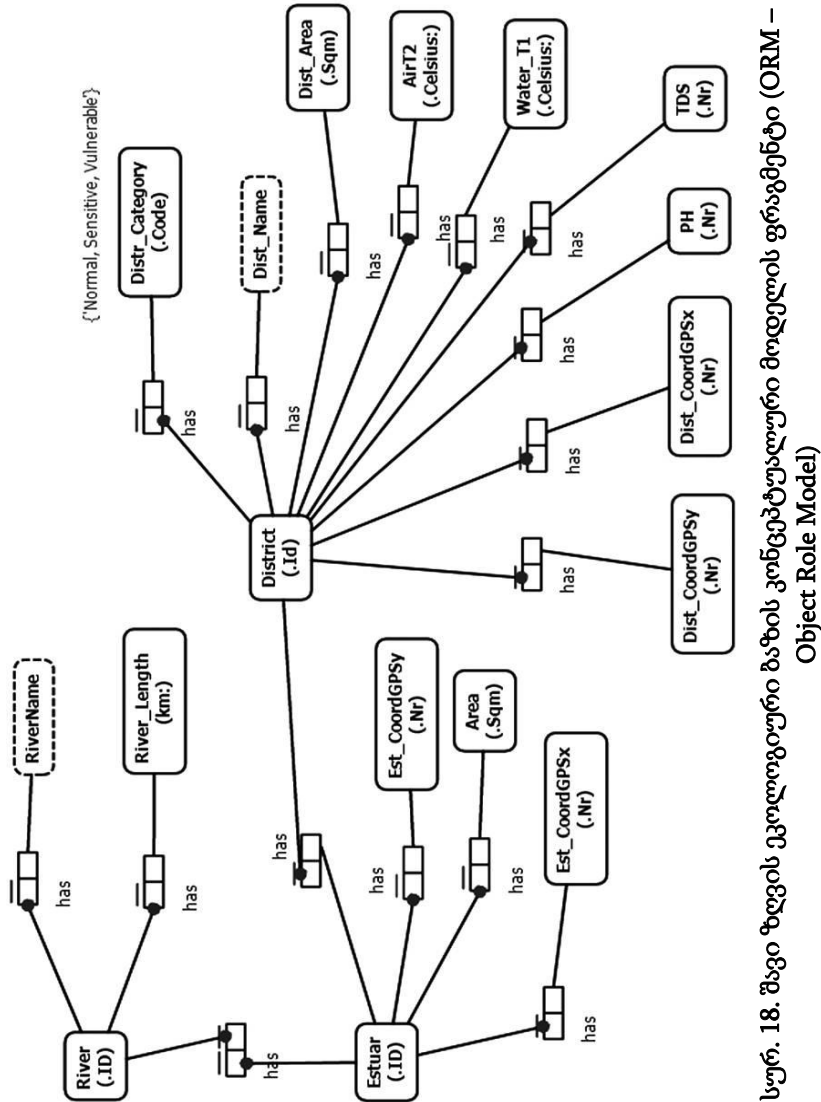 RiverName
has
River
(.ID)
River_Length
(km:)
has
has
{'Normal, Sensitive, Vulnerable'}
Distr_Category
(.Code)
has
Dist_Name
has
District
(.Id)
Dist_Area
(.Sqm)
has
AirT2
(.Celsius:)
has
Water_T1
(.Celsius:)
has
has
Estuar
(.ID)
Est_CoordGPSy
(.Nr)
has
Area
(.Sqm)
Est_CoordGPSx
(.Nr)
has
has
has
has
has
Dist_CoordGPSy
(.Nr)
Dist_CoordGPSx
(.Nr)
PH
(.Nr)
TDS
(.Nr)
სურ. 18. შავი ზღვის ეკოლოგიური ბაზის კონცეპტუალური მოდელის ფრაგმენტი (ORM –
Object Role Model)